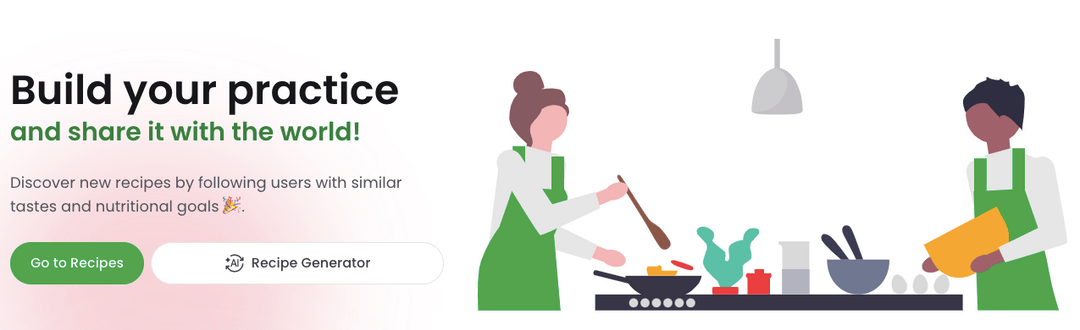 Build your practice
and share it with the world!
Discover new recipes by following users with similar
tastes and nutritional goals 🎉.
Go to Recipes
AI Recipe Generator